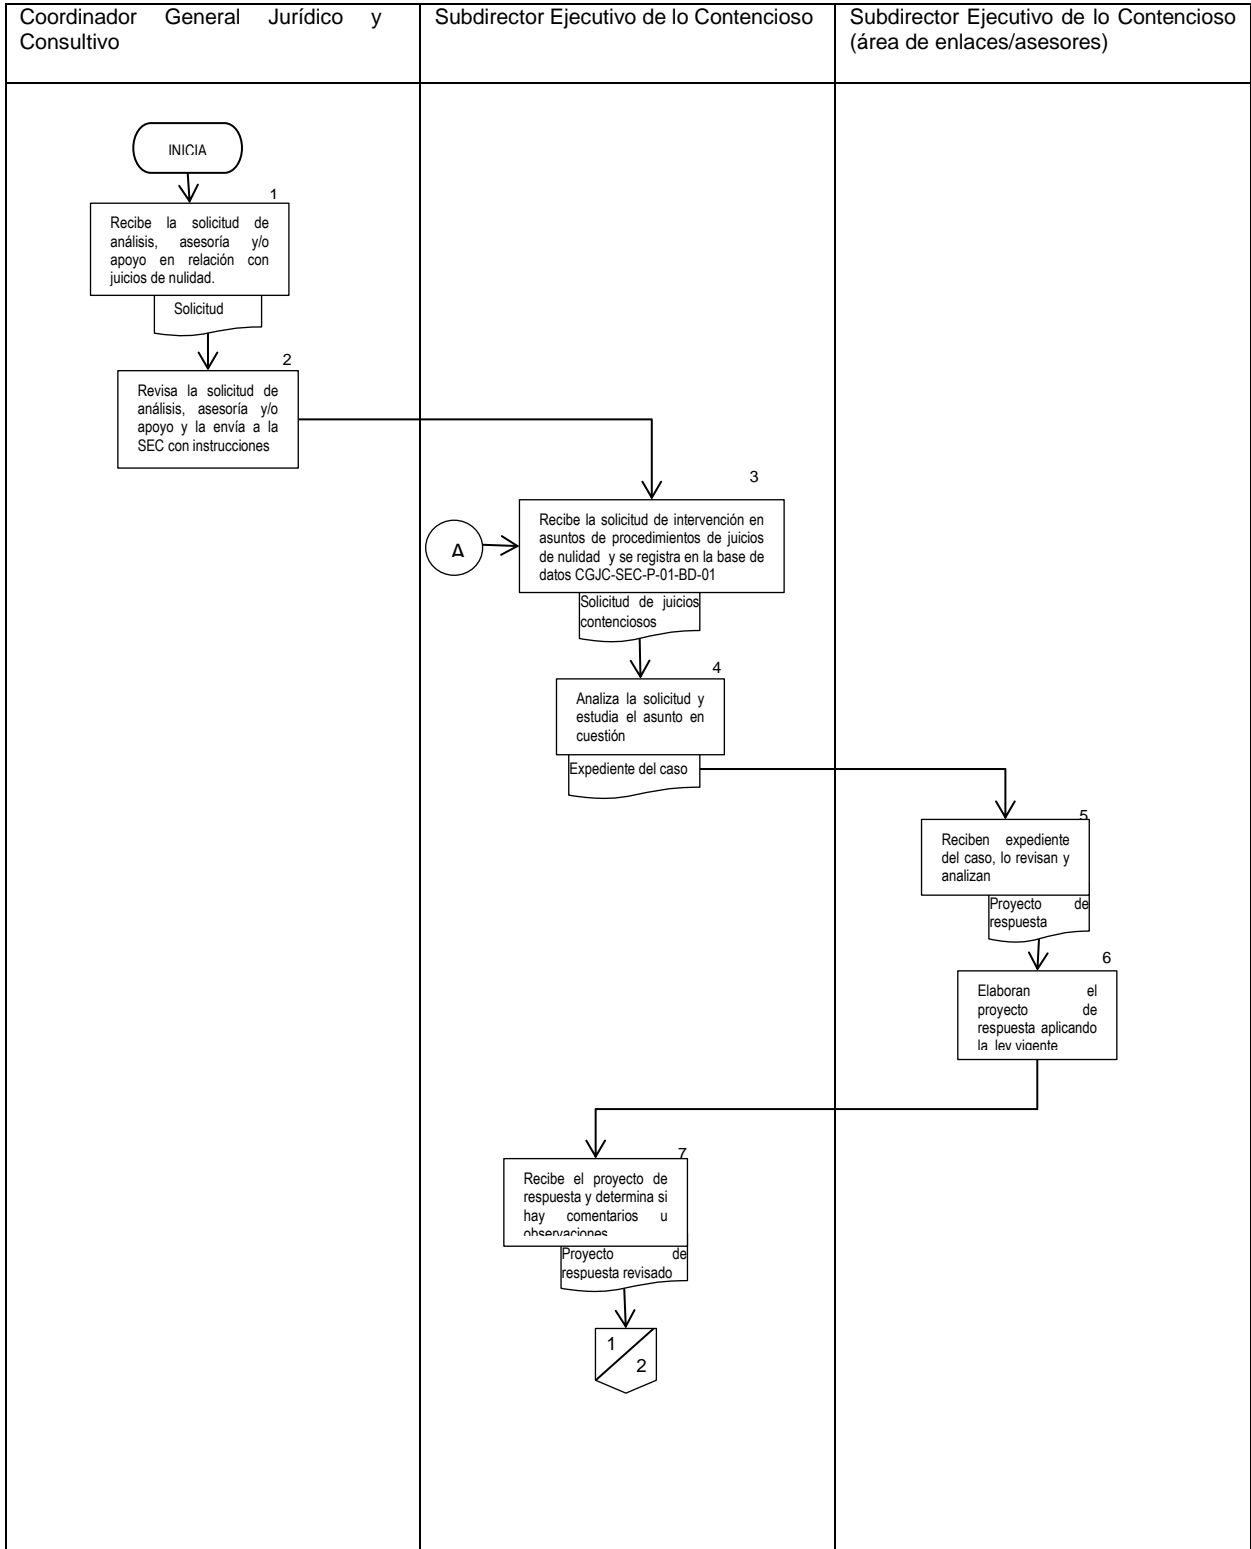 Coordinador General Jurídico y
Consultivo
Subdirector Ejecutivo de lo Contencioso
Subdirector Ejecutivo de lo Contencioso
(área de enlaces/asesores)
INICIA
1
Recibe la solicitud de
análisis, asesoría y/o
apoyo en relación con
juicios de nulidad.
Solicitud
2
Revisa la solicitud de
análisis, asesoría y/o
apoyo y la envía a la
SEC con instrucciones
3
A
Recibe la solicitud de intervención en
asuntos de procedimientos de juicios
de nulidad y se registra en la base de
datos CGJC-SEC-P-01-BD-01
Solicitud de juicios
contenciosos
4
Analiza la solicitud y
estudia el asunto en
cuestión
Expediente del caso
5
Reciben expediente
del caso, lo revisan y
analizan
Proyecto de
respuesta
6
Elaboran el
proyecto de
respuesta aplicando
la ley vigente
7
Recibe el proyecto de
respuesta y determina si
hay comentarios u
observaciones
Proyecto de
respuesta revisado
1
2